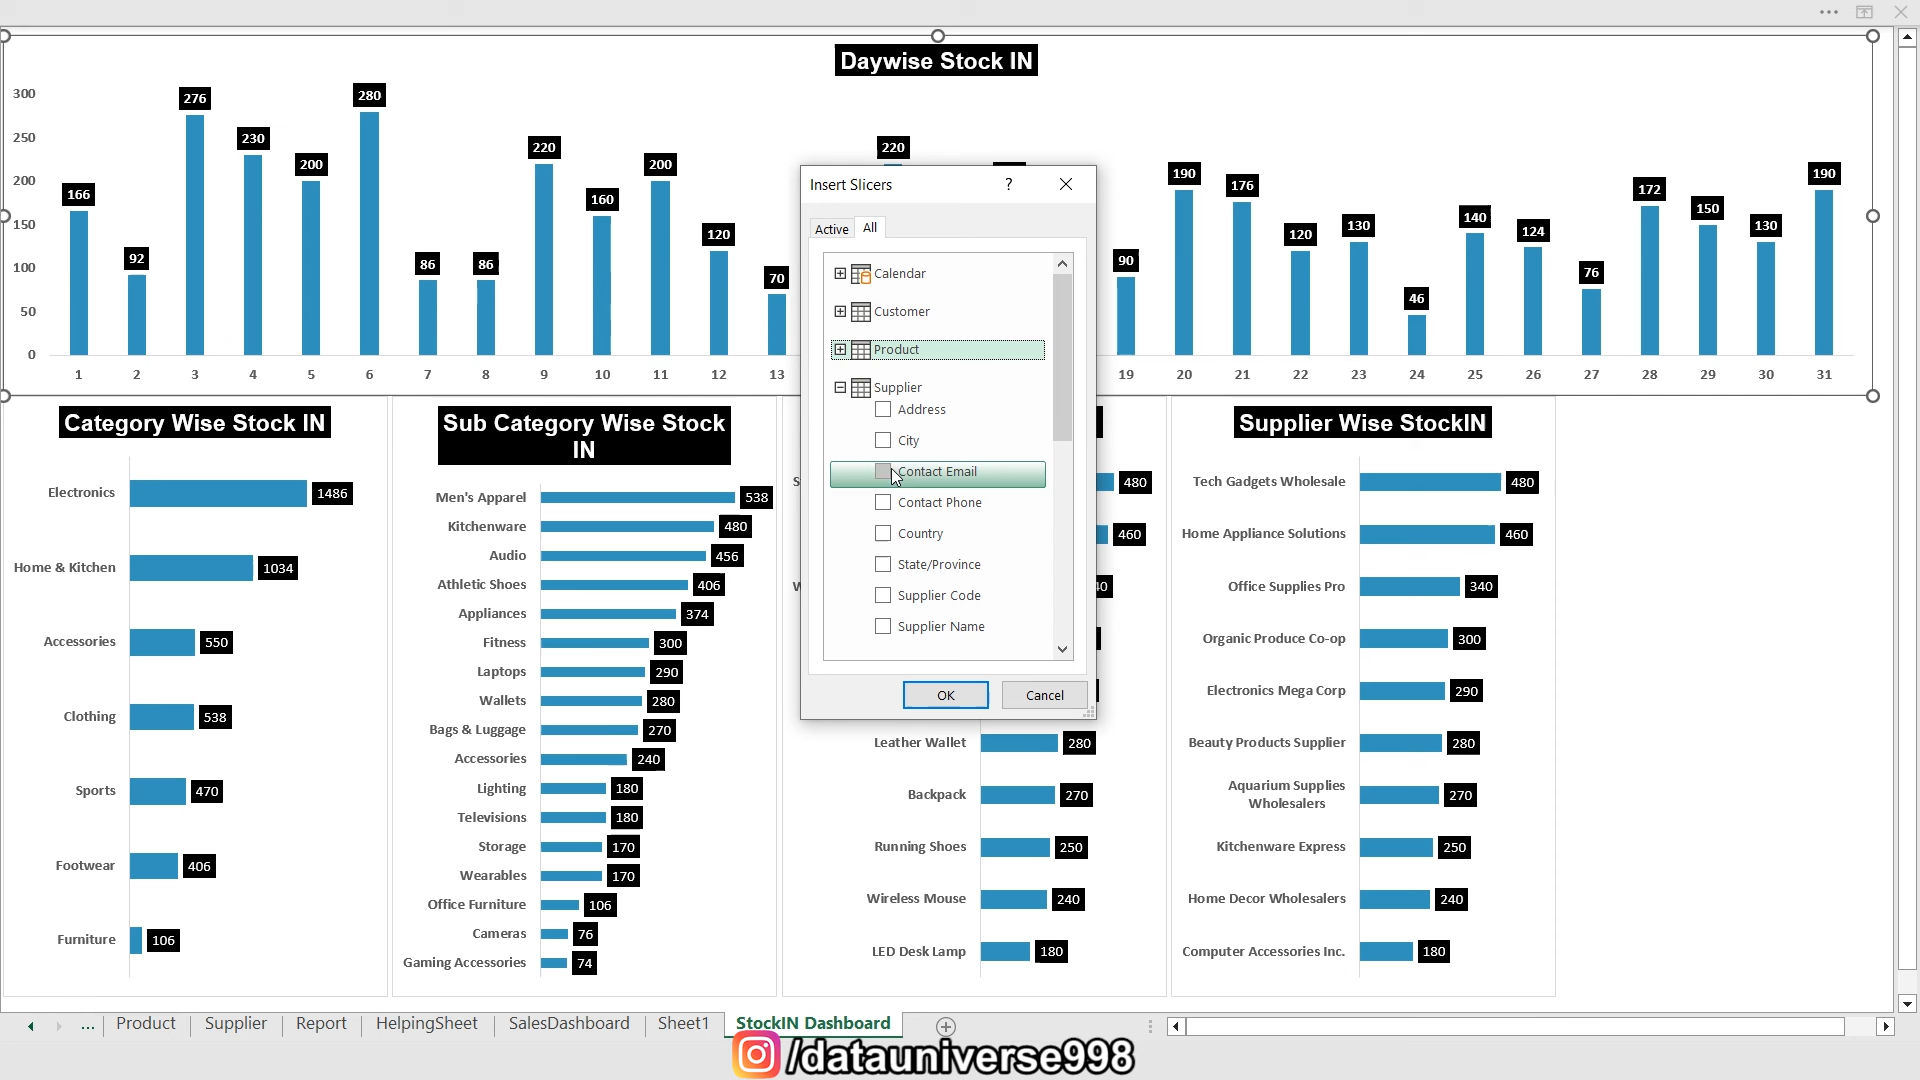 Daywise Stock IN
300
250
200
150
100
50
0
166
92
276
230
200
280
86
86
220
160
200
120
70
220
90
190
176
120
130
46
140
124
76
172
150
130
190
1
2
3
4
5
6
7
8
9
10
11
12
13
19
20
21
22
23
24
25
26
27
28
29
30
31
Insert Slicers
?
Active
All
Calendar
Customer
Product
Supplier
Address
City
Contact Email
Contact Phone
Country
State/Province
Supplier Code
Supplier Name
OK
Cancel
Category Wise Stock IN
Electronics 1486
Home & Kitchen 1034
Accessories 550
Clothing 538
Sports 470
Footwear 406
Furniture 106
Sub Category Wise Stock
IN
Men's Apparel 538
Kitchenware 480
Audio 456
Athletic Shoes 406
Appliances 374
Fitness 300
Laptops 290
Wallets 280
Bags & Luggage 270
Accessories 240
Lighting 180
Televisions 180
Storage 170
Wearables 170
Office Furniture 106
Cameras 76
Gaming Accessories 74
480
460
Leather Wallet 280
Backpack 270
Running Shoes 250
Wireless Mouse 240
LED Desk Lamp 180
Supplier Wise StockIN
Tech Gadgets Wholesale 480
Home Appliance Solutions 460
Office Supplies Pro 340
Organic Produce Co-op 300
Electronics Mega Corp 290
Beauty Products Supplier 280
Aquarium Supplies
Wholesalers 270
Kitchenware Express 250
Home Decor Wholesalers 240
Computer Accessories Inc. 180
... Product Supplier Report HelpingSheet SalesDashboard Sheet1 StockIN Dashboard
/datauniverse998